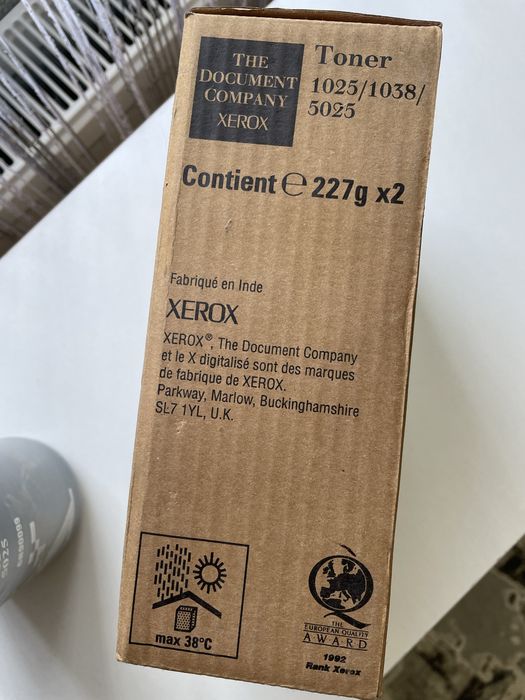 THE
DOCUMENT
COMPANY
XEROX
Toner
1025/1038/
5025
Contient ℮ 227g x2
Fabriqué en Inde
XEROX
XEROX®, The Document Company
et le X digitalisé sont des marques
de fabrique de XEROX.
Parkway, Marlow, Buckinghamshire
SL7 1YL, U.K.
max 38°C
THE
EUROPEAN QUALITY
AWARD
1992
Rank Xerox
5025